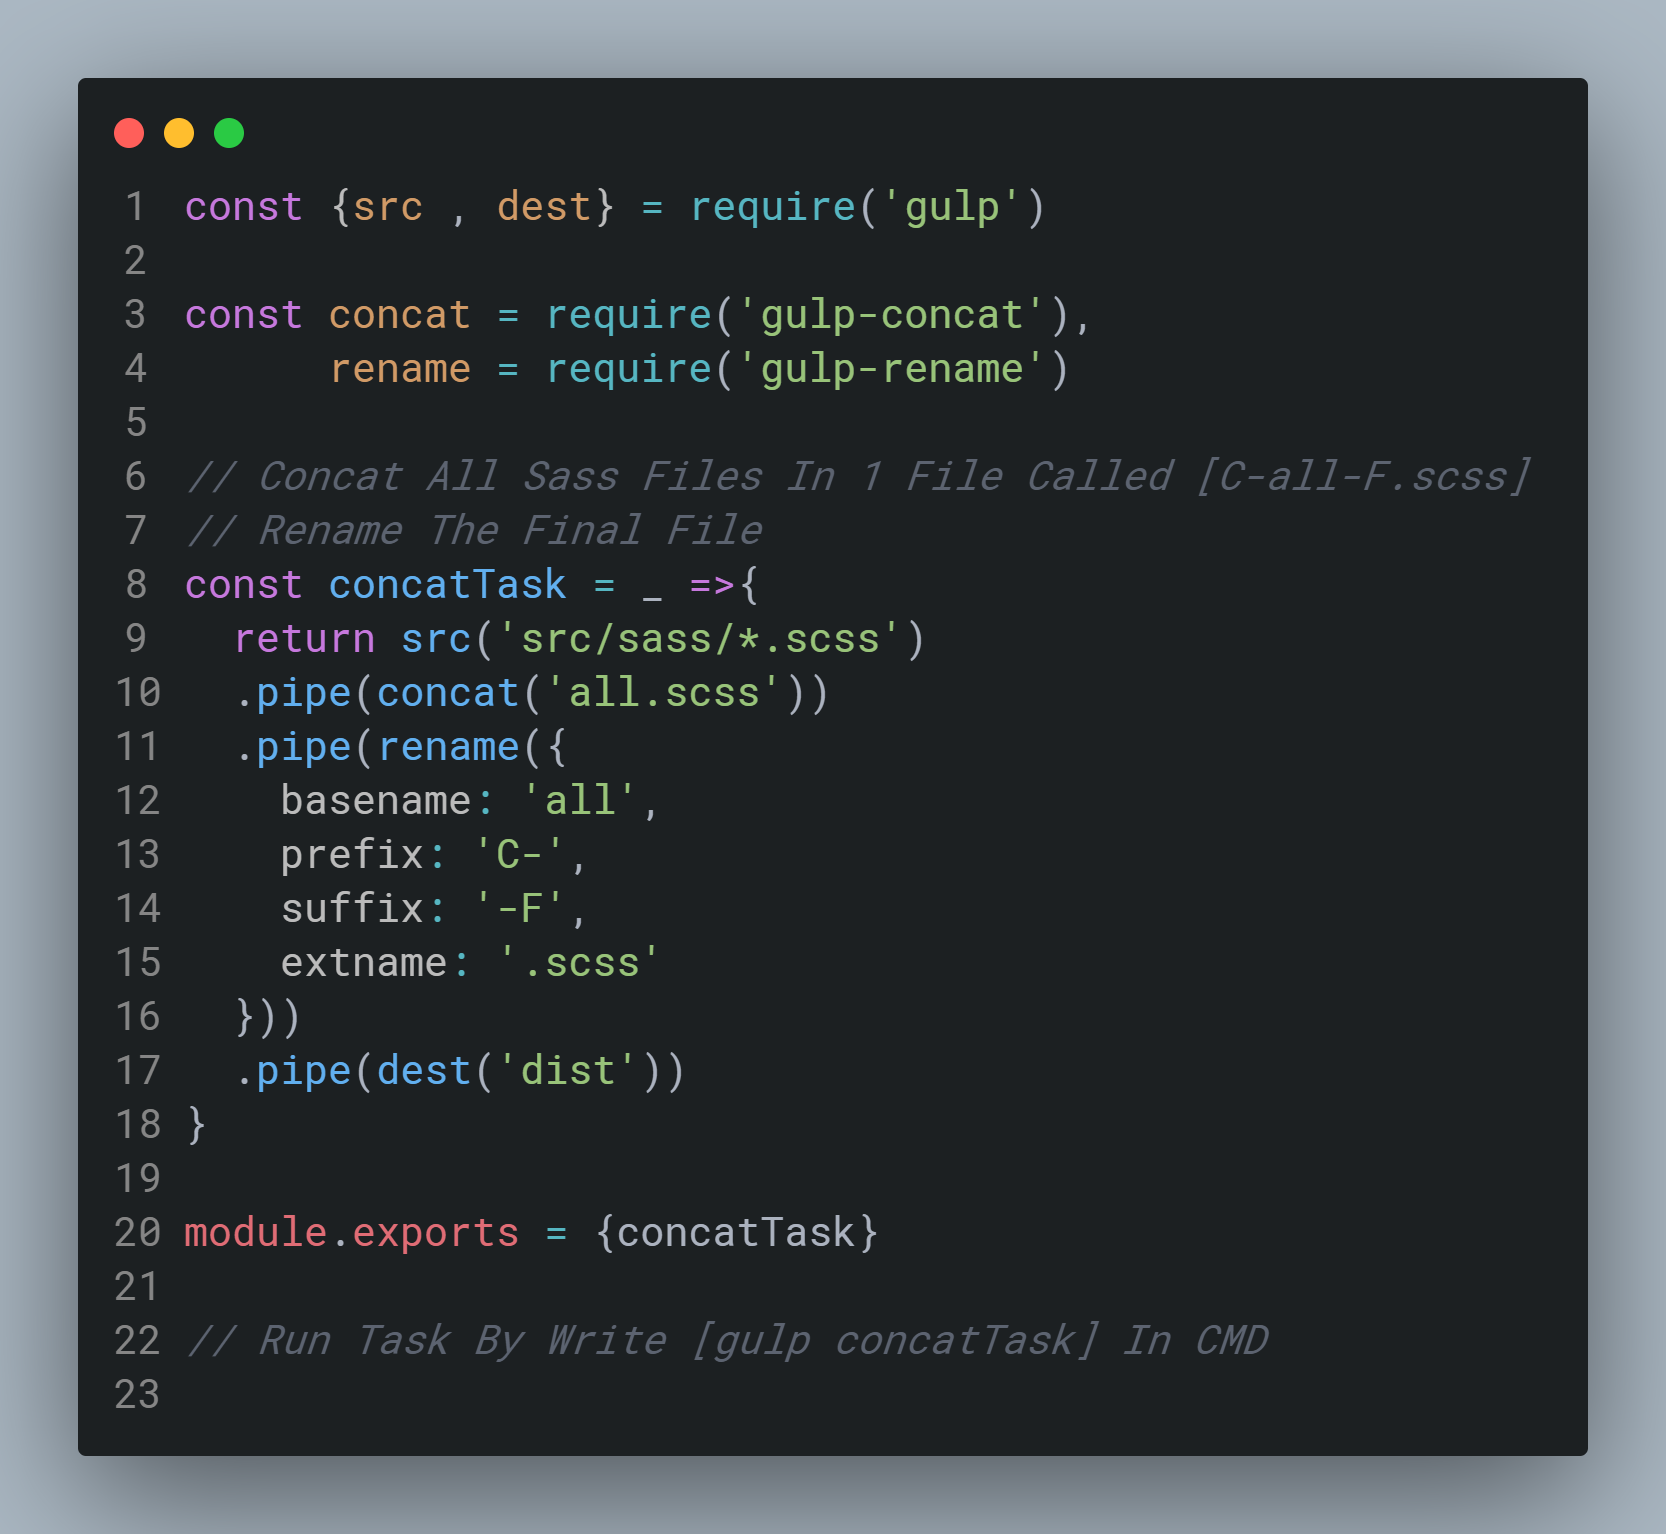 1 const {src , dest} = require('gulp')
2
3 const concat = require('gulp-concat'),
4       rename = require('gulp-rename')
5
6 // Concat All Sass Files In 1 File Called [C-all-F.scss]
7 // Rename The Final File
8 const concatTask = _ =>{
9   return src('src/sass/*.scss')
10   .pipe(concat('all.scss'))
11   .pipe(rename({
12     basename: 'all',
13     prefix: 'C-',
14     suffix: '-F',
15     extname: '.scss'
16   }))
17   .pipe(dest('dist'))
18 }
19
20 module.exports = {concatTask}
21
22 // Run Task By Write [gulp concatTask] In CMD
23